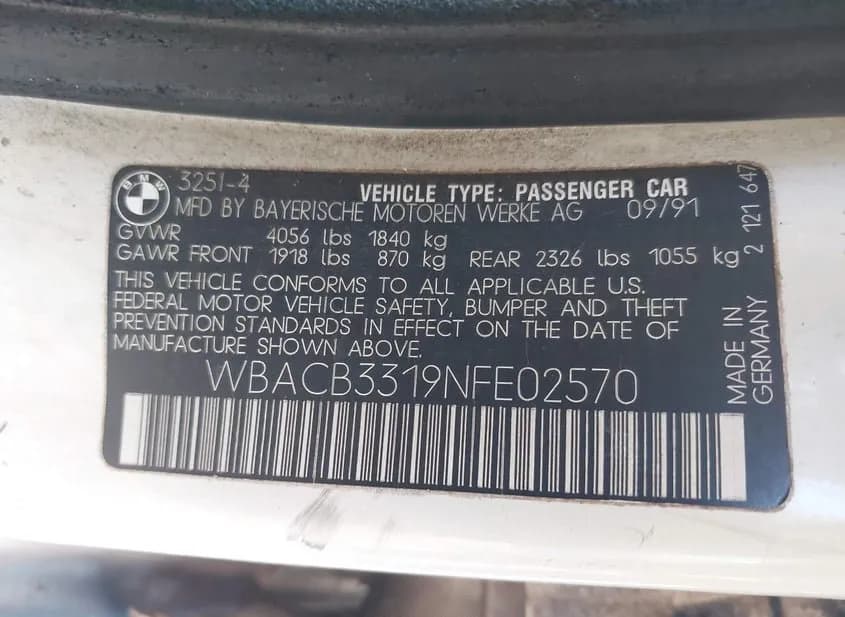 BMW
325I-4
VEHICLE TYPE: PASSENGER CAR
MFD BY BAYERISCHE MOTOREN WERKE AG 09/91
GVWR 4056 lbs 1840 kg
GAWR FRONT 1918 lbs 870 kg REAR 2326 lbs 1055 kg
THIS VEHICLE CONFORMS TO ALL APPLICABLE U.S.
FEDERAL MOTOR VEHICLE SAFETY, BUMPER AND THEFT
PREVENTION STANDARDS IN EFFECT ON THE DATE OF
MANUFACTURE SHOWN ABOVE.
WBACB3319NFE02570
MADE IN
GERMANY
2 121 647